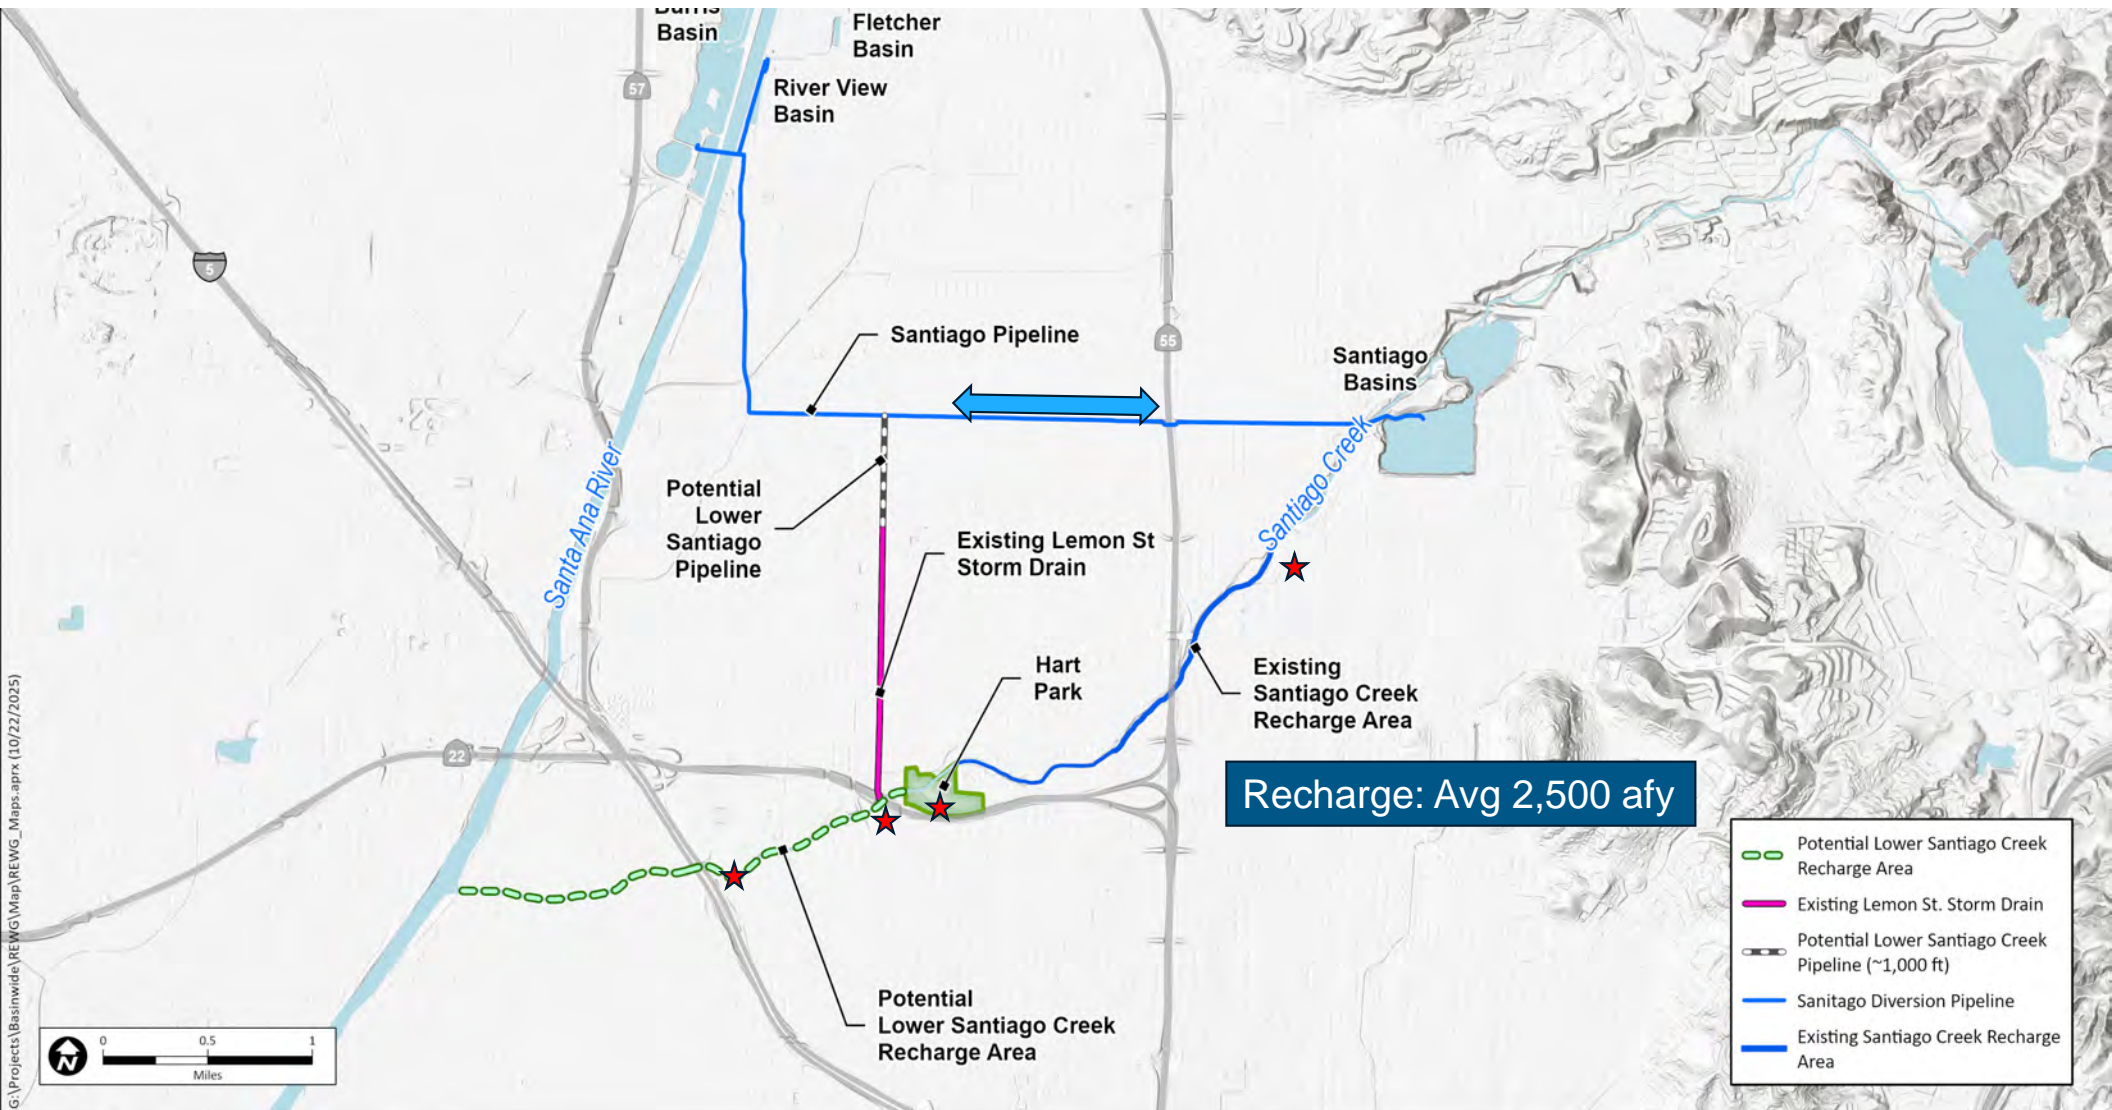 Burris
Basin
Fletcher
Basin
River View
Basin
57
5
Santiago Pipeline
55
Santiago
Basins
Santa Ana River
Santiago Creek
Potential
Lower
Santiago
Pipeline
Existing Lemon St
Storm Drain
Hart
Park
Existing
Santiago Creek
Recharge Area
22
Recharge: Avg 2,500 afy
Potential
Lower Santiago Creek
Recharge Area
Potential Lower Santiago Creek
Recharge Area
Existing Lemon St. Storm Drain
Potential Lower Santiago Creek
Pipeline (~1,000 ft)
Sanitago Diversion Pipeline
Existing Santiago Creek Recharge
Area
N
0 0.5 1
Miles
G:\Projects\Basinwide\REWG\Map\REWG_Maps.aprx (10/22/2025)